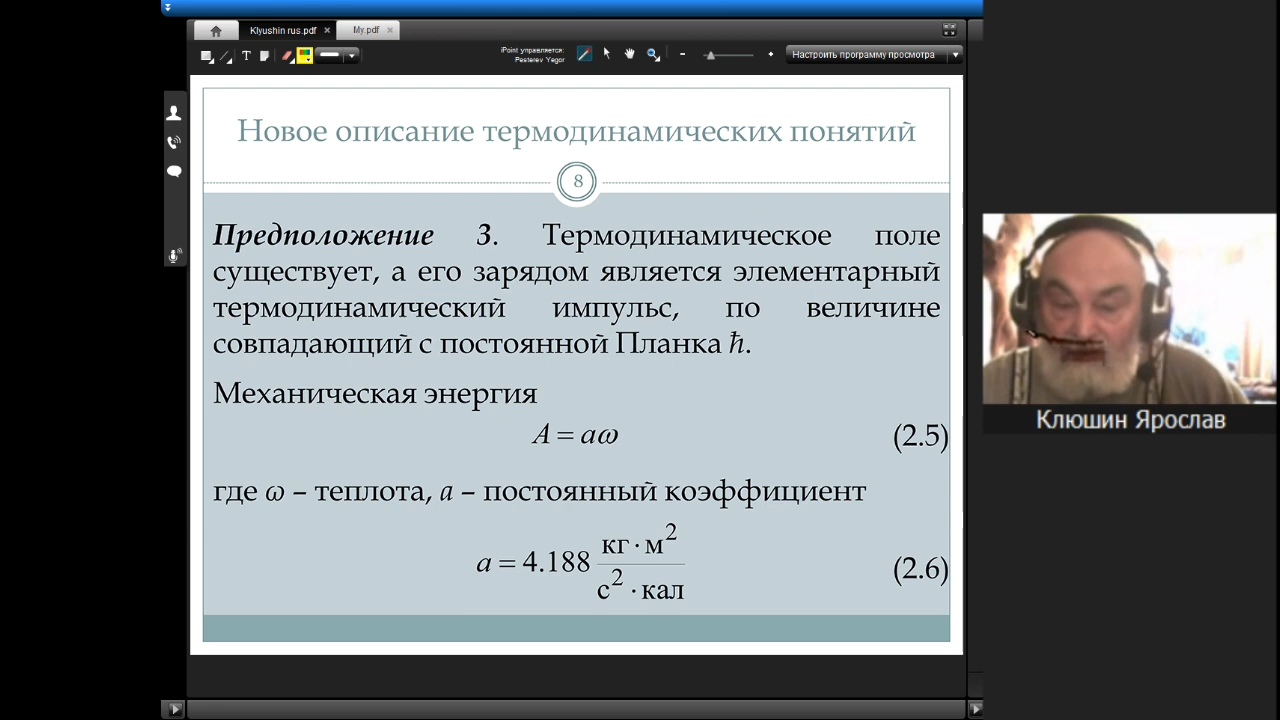 Klyushin rus.pdf
My.pdf
iPoint управляется:
Pesterev Yegor
Настроить программу просмотра
Новое описание термодинамических понятий
8
Предположение 3. Термодинамическое поле
существует, а его зарядом является элементарный
термодинамический импульс, по величине
совпадающий с постоянной Планка ħ.
Механическая энергия
A = aω (2.5)
где ω – теплота, a – постоянный коэффициент
a = 4.188 кг · м² / с² · кал (2.6)
Клюшин Ярослав